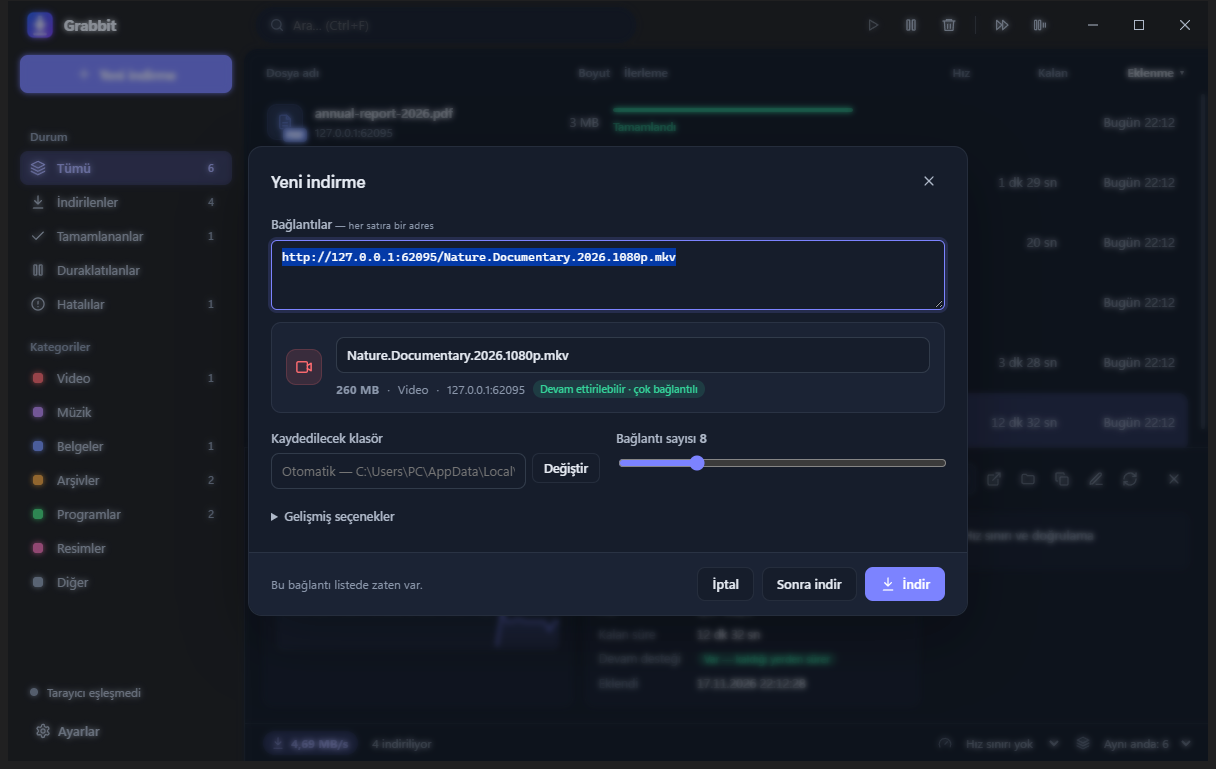 Grabbit
Ara... (Ctrl+F)
Yeni indirme
Dosya adı Boyut İlerleme Hız Kalan Eklenme
annual-report-2026.pdf
127.0.0.1:62095
3 MB
Tamamlandı
Bugün 22:12
Durum
Tümü 6
İndirilenler 4
Tamamlananlar 1
Duraklatılanlar
Hatalılar 1
Kategoriler
Video 1
Müzik
Belgeler 1
Arşivler 2
Programlar 2
Resimler
Diğer
Tarayıcı eşleşmedi
Ayarlar
1 dk 29 sn Bugün 22:12
20 sn Bugün 22:12
Bugün 22:12
3 dk 28 sn Bugün 22:12
12 dk 32 sn Bugün 22:12
Yeni indirme
Bağlantılar — her satıra bir adres
http://127.0.0.1:62095/Nature.Documentary.2026.1080p.mkv
Nature.Documentary.2026.1080p.mkv
260 MB · Video · 127.0.0.1:62095 Devam ettirilebilir · çok bağlantılı
Kaydedilecek klasör
Otomatik — C:\Users\PC\AppData\Local\
Değiştir
Bağlantı sayısı 8
Gelişmiş seçenekler
Bu bağlantı listede zaten var.
İptal
Sonra indir
İndir
Kalan süre 12 dk 32 sn
Devam desteği
Eklendi 17.11.2026 22:12:28
4,69 MB/s
4 indiriliyor
Hız sınırı yok
Aynı anda: 6